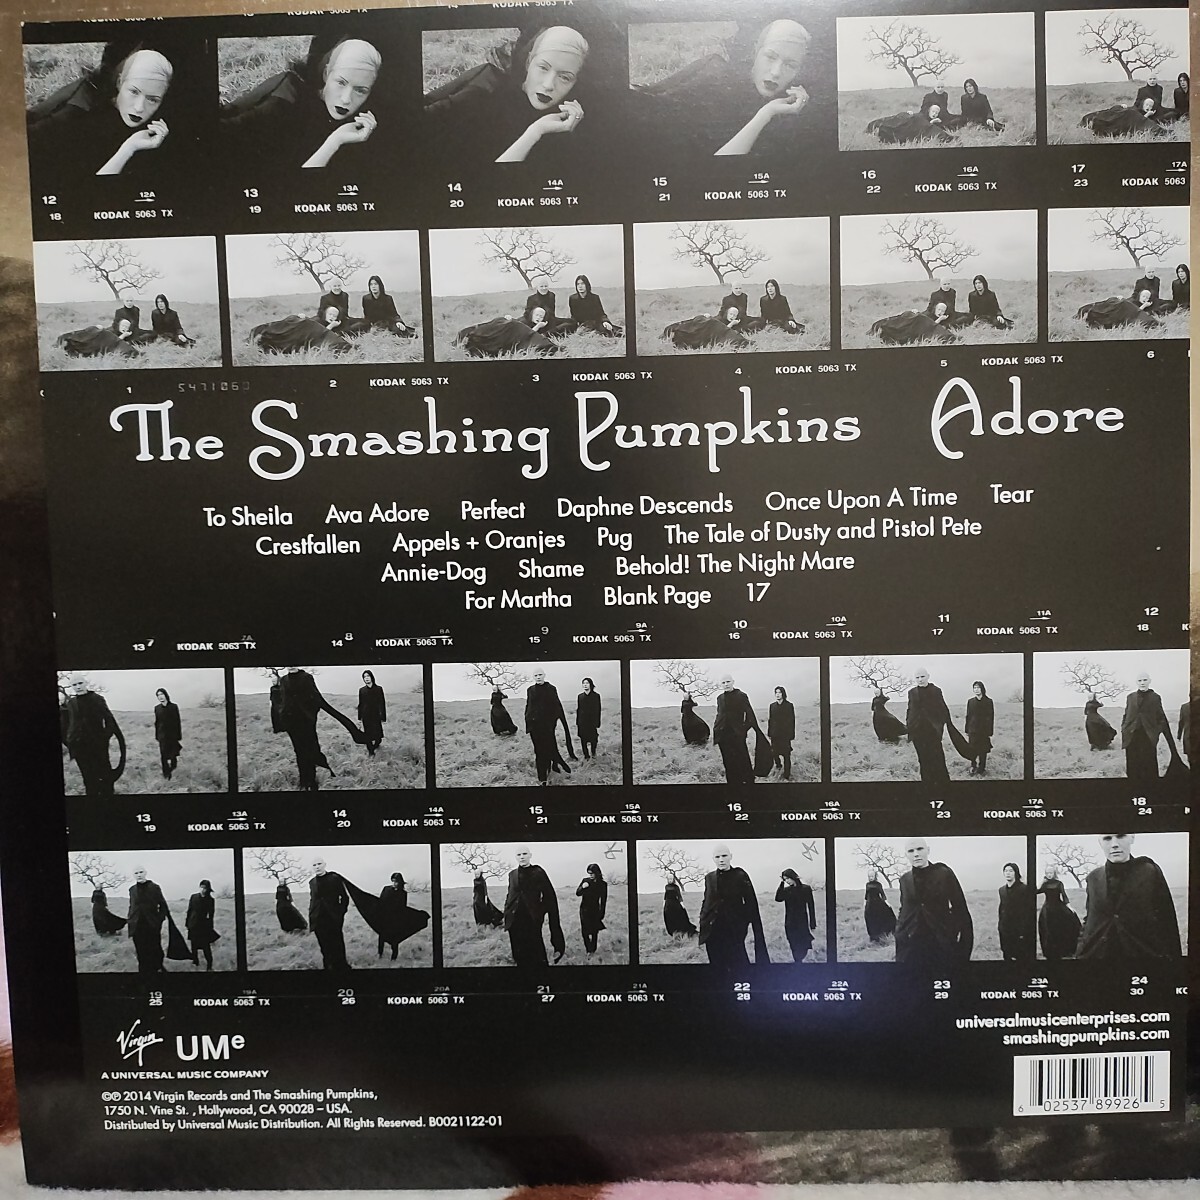 KODAK 5063 TX
12 12A 13 13A 14 14A 15 15A 16 16A 17 17A
18 KODAK 5063 TX 19 KODAK 5063 TX 20 KODAK 5063 TX 21 KODAK 5063 TX 22 KODAK 5063 TX 23 KODAK 5063
1 2 KODAK 5063 TX 3 KODAK 5063 TX 4 KODAK 5063 TX 5 KODAK 5063 TX 6
The Smashing Pumpkins Adore
To Sheila Ava Adore Perfect Daphne Descends Once Upon A Time Tear
Crestfallen Appels + Oranjes Pug The Tale of Dusty and Pistol Pete
Annie-Dog Shame Behold! The Night Mare
For Martha Blank Page 17
7 7A 8 8A 9 9A 10 10A 11 11A 12
13 KODAK 5063 TX 14 KODAK 5063 TX 15 KODAK 5063 TX 16 KODAK 5063 TX 17 KODAK 5063 TX 18 K
13 13A 14 14A 15 15A 16 16A 17 17A 18
19 KODAK 5063 TX 20 KODAK 5063 TX 21 KODAK 5063 TX 22 KODAK 5063 TX 23 KODAK 5063 TX 24
19 19A 20 20A 21 21A 22 22A 23 23A 24
25 KODAK 5063 TX 26 KODAK 5063 TX 27 KODAK 5063 TX 28 KODAK 5063 TX 29 KODAK 5063 TX 30 KO
Virgin UMe
A UNIVERSAL MUSIC COMPANY
©℗ 2014 Virgin Records and The Smashing Pumpkins,
1750 N. Vine St. , Hollywood, CA 90028 – USA.
Distributed by Universal Music Distribution. All Rights Reserved. B0021122-01
universalmusicenterprises.com
smashingpumpkins.com
6 02537 89926 5